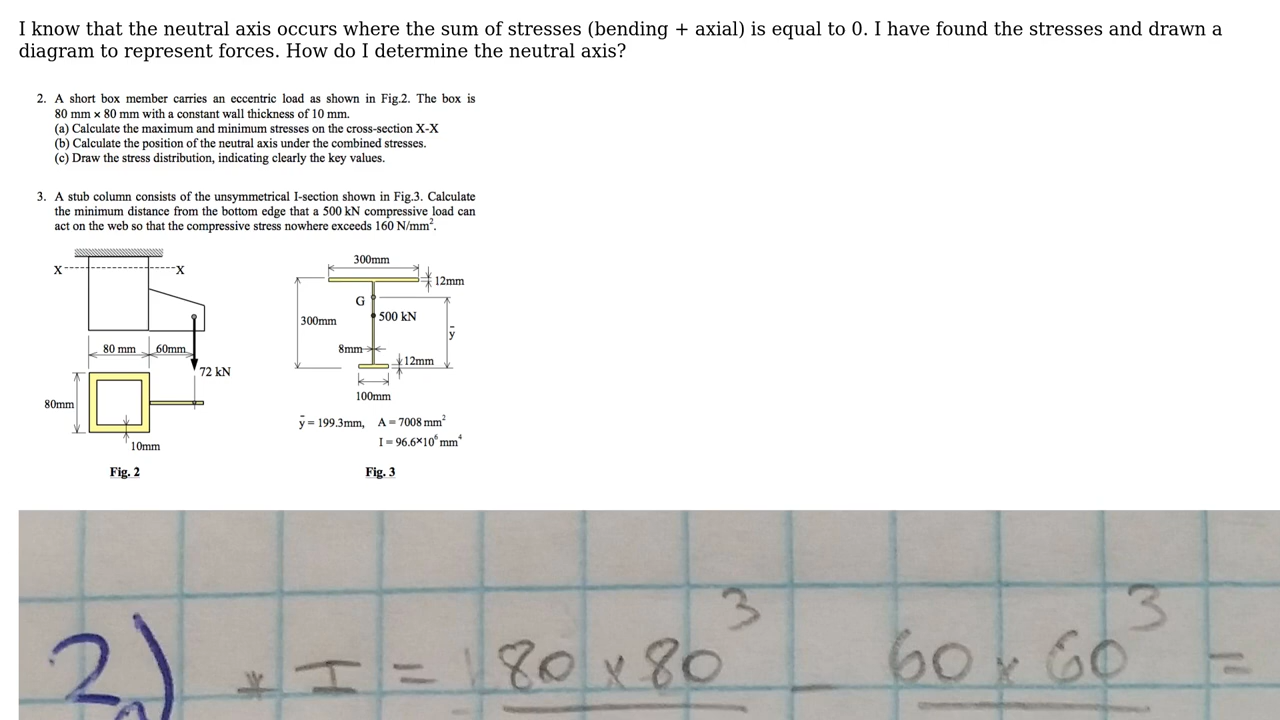 I know that the neutral axis occurs where the sum of stresses (bending + axial) is equal to 0. I have found the stresses and drawn a
diagram to represent forces. How do I determine the neutral axis?
2. A short box member carries an eccentric load as shown in Fig.2. The box is
80 mm × 80 mm with a constant wall thickness of 10 mm.
(a) Calculate the maximum and minimum stresses on the cross-section X-X
(b) Calculate the position of the neutral axis under the combined stresses.
(c) Draw the stress distribution, indicating clearly the key values.
3. A stub column consists of the unsymmetrical I-section shown in Fig.3. Calculate
the minimum distance from the bottom edge that a 500 kN compressive load can
act on the web so that the compressive stress nowhere exceeds 160 N/mm².
X X
80 mm 60mm
72 kN
80mm
10mm
Fig. 2
300mm
12mm
G
300mm
500 kN
ȳ
8mm
12mm
100mm
ȳ = 199.3mm, A = 7008 mm²
I = 96.6×10⁶ mm⁴
Fig. 3
2) * I = 80 × 80³ - 60 × 60³ =